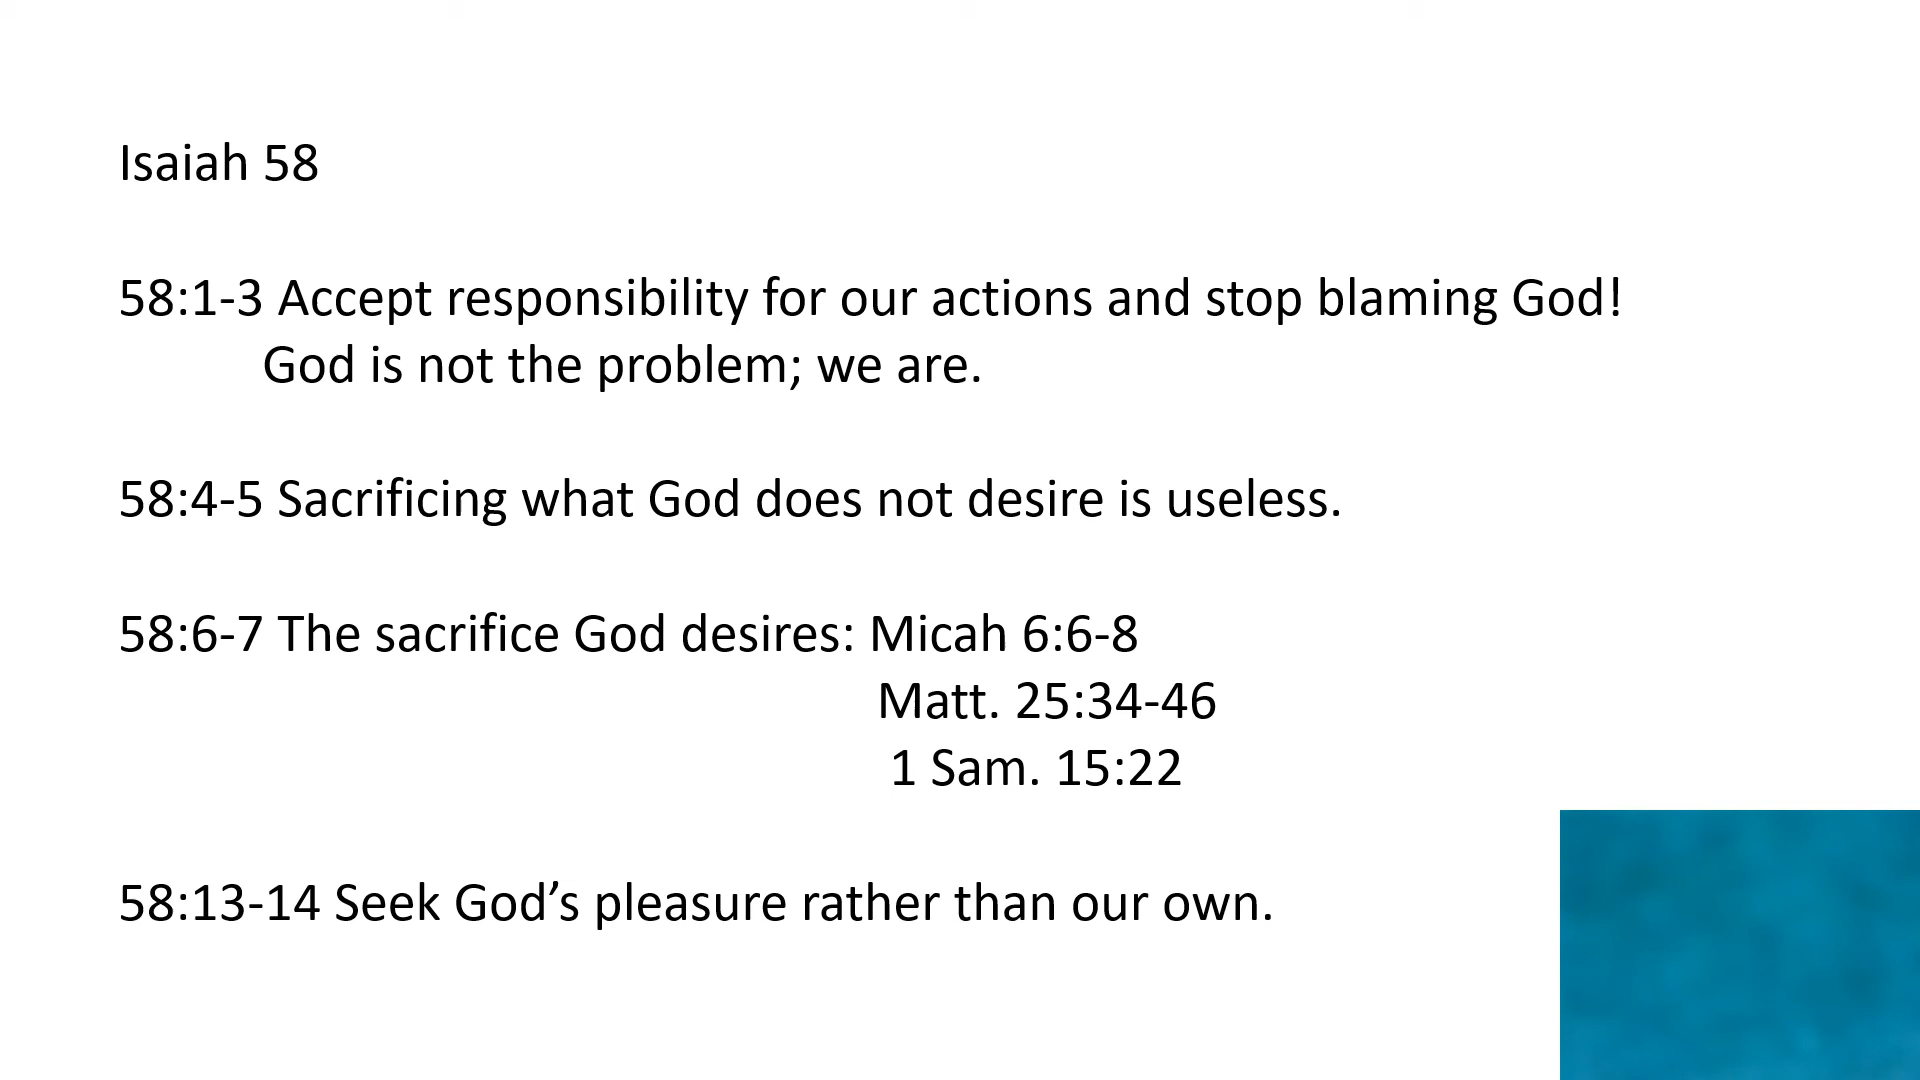 Isaiah 58
58:1-3 Accept responsibility for our actions and stop blaming God!
God is not the problem; we are.
58:4-5 Sacrificing what God does not desire is useless.
58:6-7 The sacrifice God desires: Micah 6:6-8
Matt. 25:34-46
1 Sam. 15:22
58:13-14 Seek God’s pleasure rather than our own.